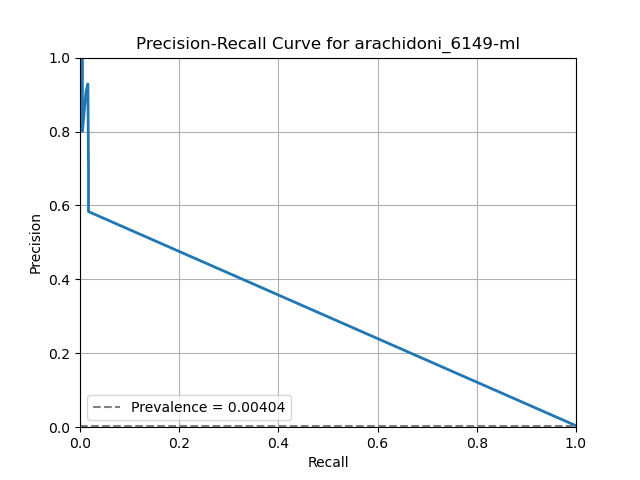 Precision-Recall Curve for arachidoni_6149-ml
1.0
0.8
0.6
0.4
0.2
0.0
Precision
Prevalence = 0.00404
0.0 0.2 0.4 0.6 0.8 1.0
Recall